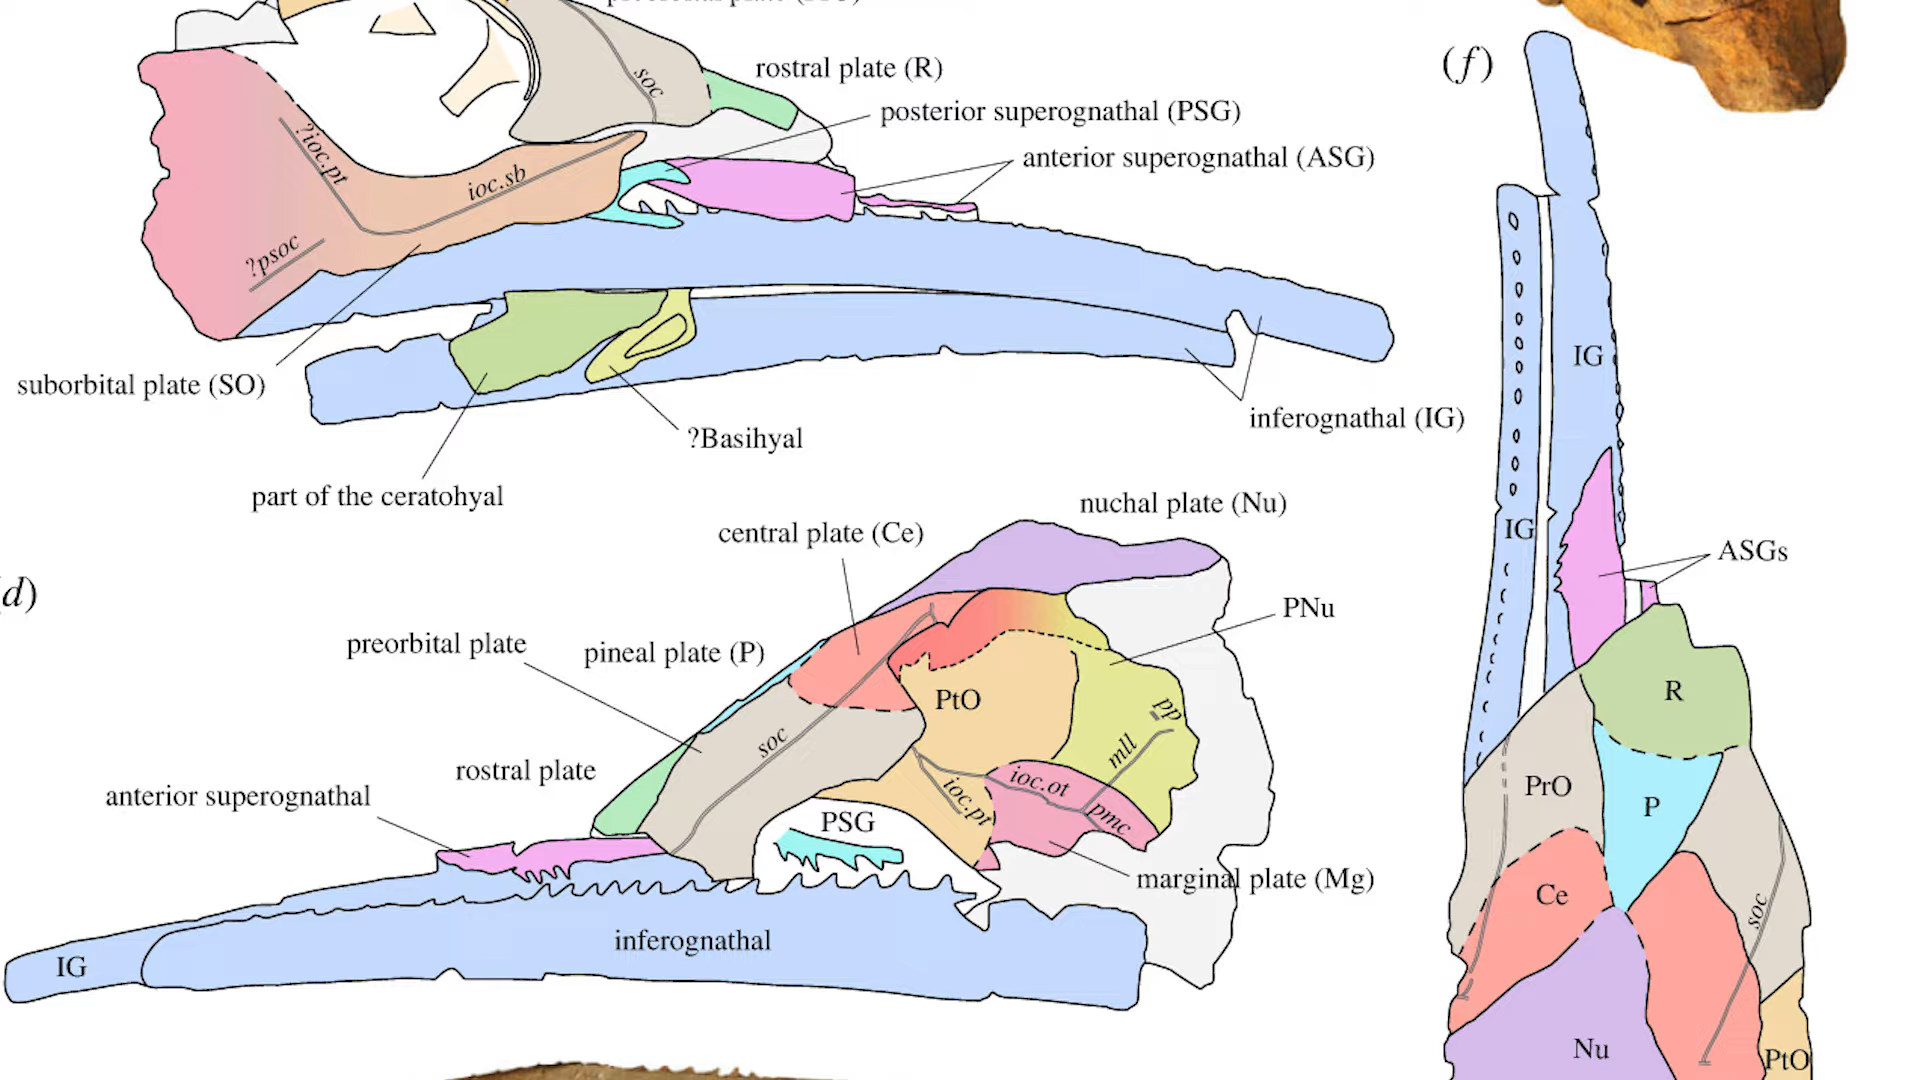 rostral plate (R)
posterior superognathal (PSG)
anterior superognathal (ASG)
soc
?ioc.pt
ioc.sb
?psoc
suborbital plate (SO)
inferognathal (IG)
?Basihyal
part of the ceratohyal
(f)
IG
IG
ASGs
R
PrO
P
Ce
soc
Nu
PtO
d)
nuchal plate (Nu)
central plate (Ce)
PNu
preorbital plate
pineal plate (P)
PtO
pp
soc
mll
rostral plate
ioc.ot
anterior superognathal
ioc.pt
pmc
PSG
marginal plate (Mg)
inferognathal
IG